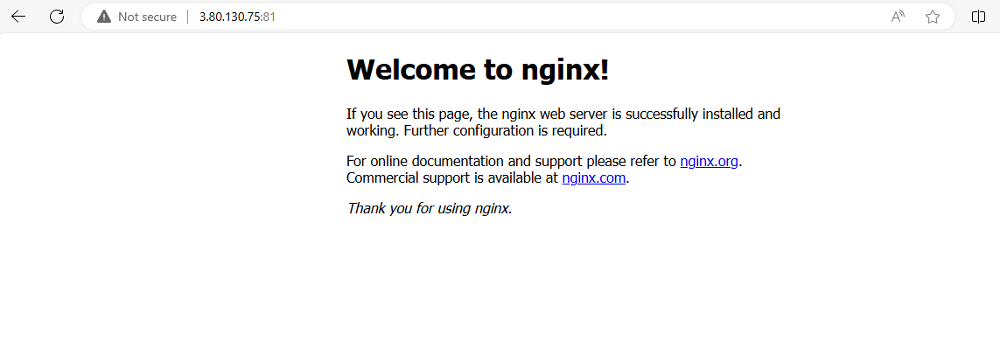 Not secure 3.80.130.75:81
Welcome to nginx!
If you see this page, the nginx web server is successfully installed and
working. Further configuration is required.
For online documentation and support please refer to nginx.org.
Commercial support is available at nginx.com.
Thank you for using nginx.